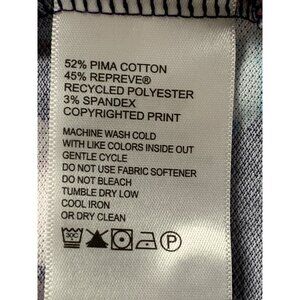 52% PIMA COTTON
45% REPREVE®
RECYCLED POLYESTER
3% SPANDEX
COPYRIGHTED PRINT
MACHINE WASH COLD
WITH LIKE COLORS INSIDE OUT
GENTLE CYCLE
DO NOT USE FABRIC SOFTENER
DO NOT BLEACH
TUMBLE DRY LOW
COOL IRON
OR DRY CLEAN
30C P